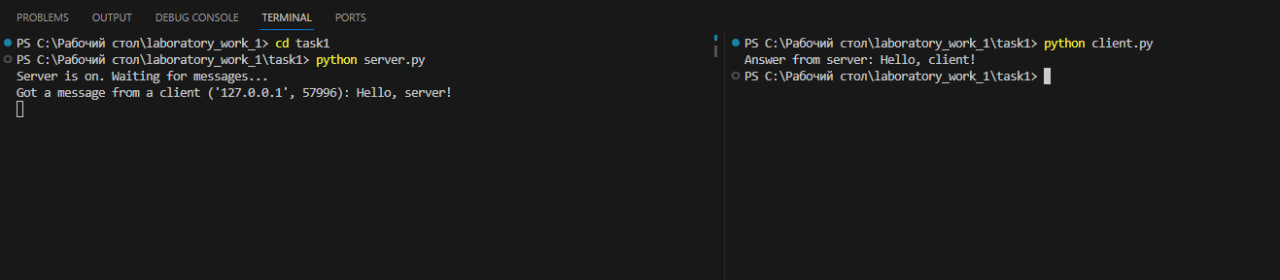 PROBLEMS OUTPUT DEBUG CONSOLE TERMINAL PORTS
PS C:\Рабочий стол\laboratory_work_1> cd task1
PS C:\Рабочий стол\laboratory_work_1\task1> python server.py
Server is on. Waiting for messages...
Got a message from a client ('127.0.0.1', 57996): Hello, server!
PS C:\Рабочий стол\laboratory_work_1\task1> python client.py
Answer from server: Hello, client!
PS C:\Рабочий стол\laboratory_work_1\task1>